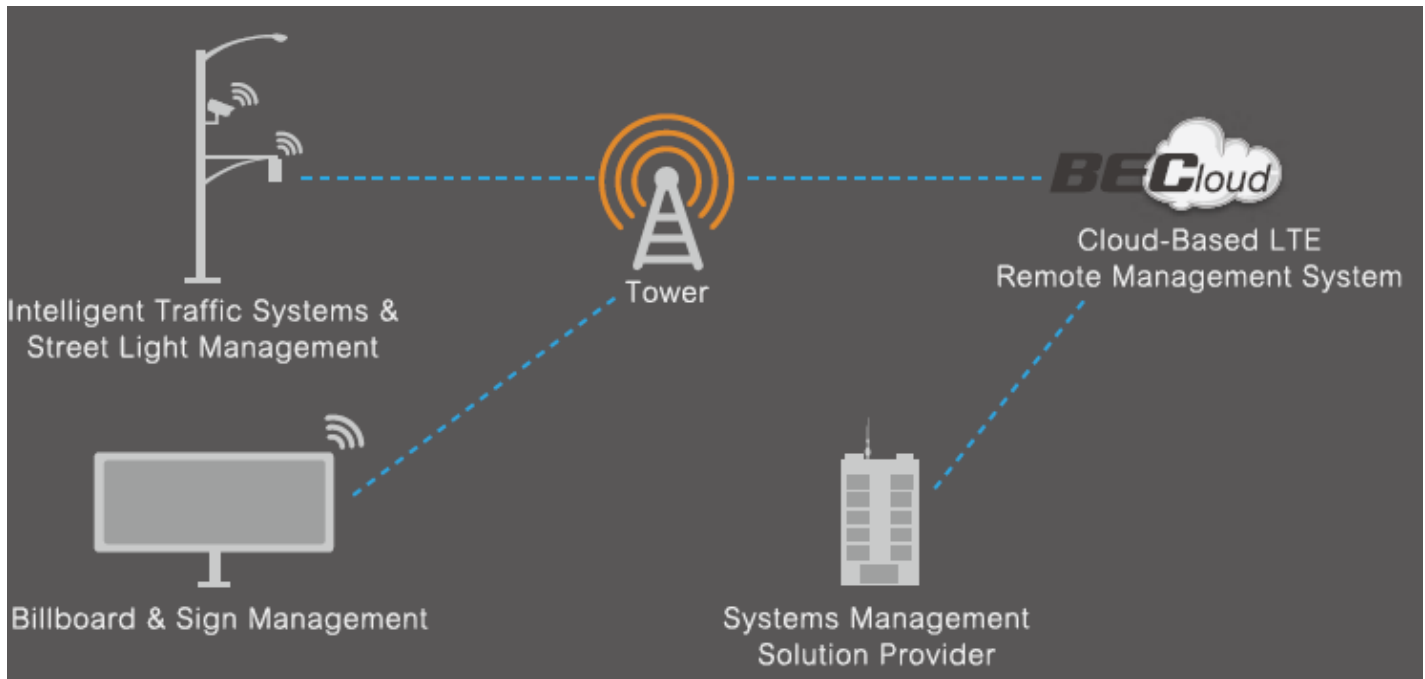 BECloud
Cloud-Based LTE
Remote Management System
Tower
Intelligent Traffic Systems &
Street Light Management
Billboard & Sign Management
Systems Management
Solution Provider